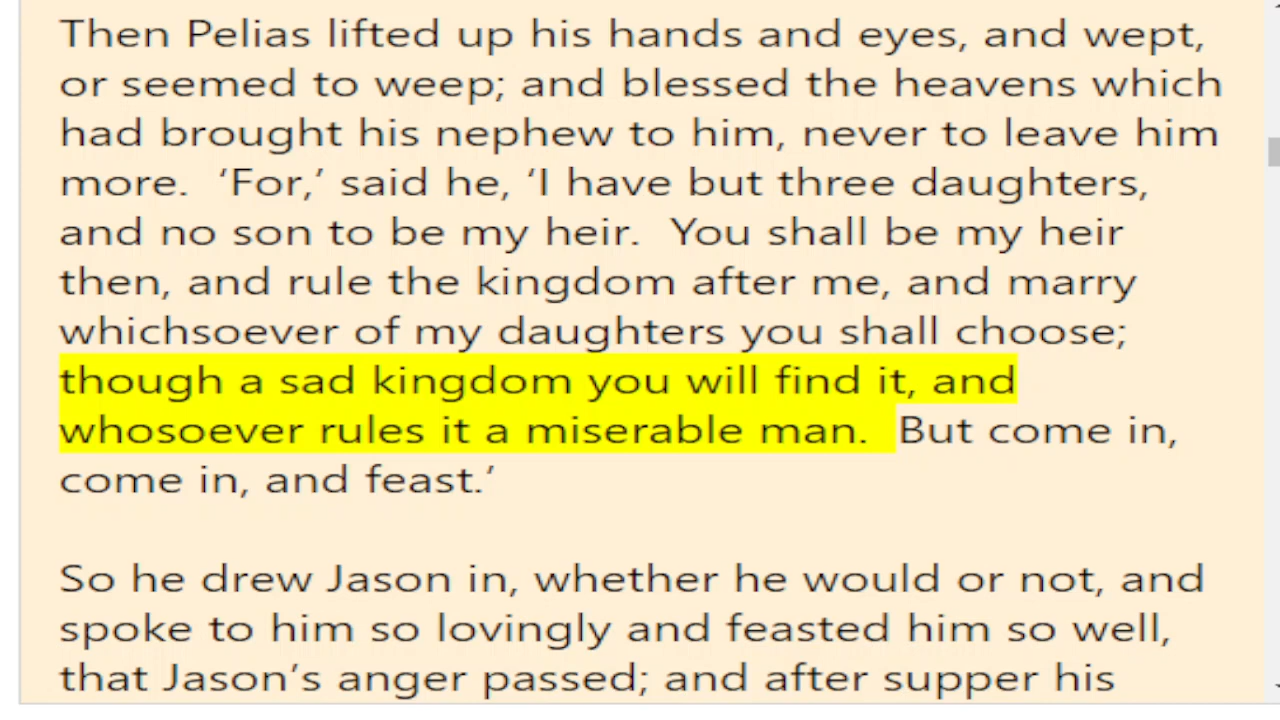 Then Pelias lifted up his hands and eyes, and wept,
or seemed to weep; and blessed the heavens which
had brought his nephew to him, never to leave him
more.  ‘For,’ said he, ‘I have but three daughters,
and no son to be my heir.  You shall be my heir
then, and rule the kingdom after me, and marry
whichsoever of my daughters you shall choose;
though a sad kingdom you will find it, and
whosoever rules it a miserable man.  But come in,
come in, and feast.’
So he drew Jason in, whether he would or not, and
spoke to him so lovingly and feasted him so well,
that Jason’s anger passed; and after supper his